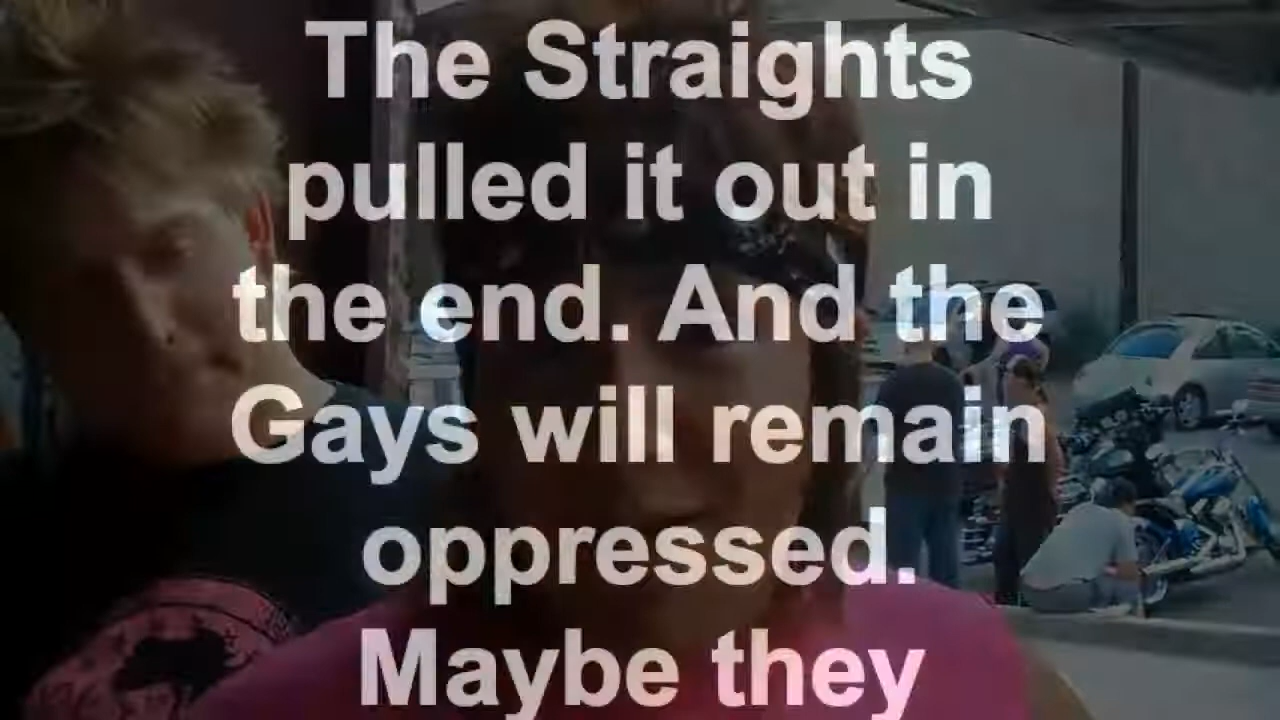 The Straights
pulled it out in
the end. And the
Gays will remain
oppressed.
Maybe they